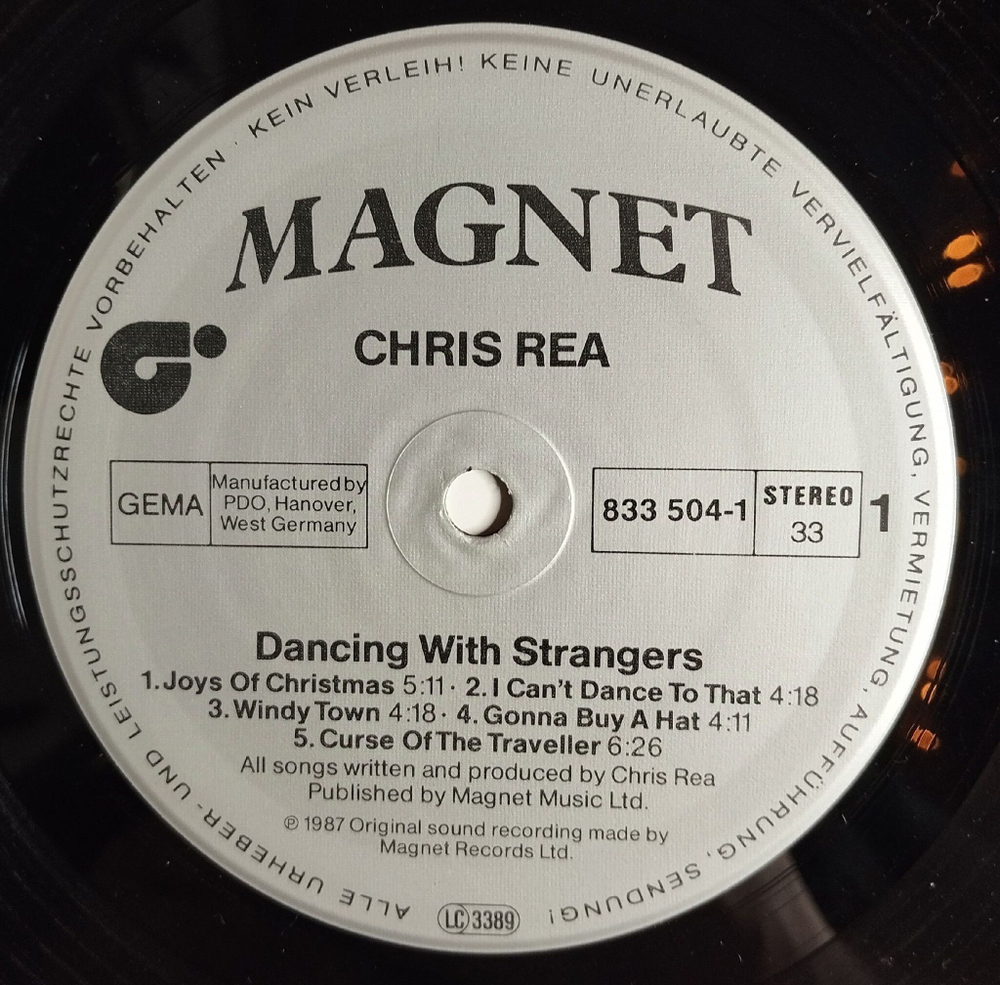 ALLE URHEBER- UND LEISTUNGSSCHUTZRECHTE VORBEHALTEN · KEIN VERLEIH! KEINE UNERLAUBTE VERVIELFÄLTIGUNG, VERMIETUNG, AUFFÜHRUNG, SENDUNG!
MAGNET
CHRIS REA
GEMA
Manufactured by
PDO, Hanover,
West Germany
833 504-1
STEREO
33
1
Dancing With Strangers
1. Joys Of Christmas 5:11 · 2. I Can't Dance To That 4:18
3. Windy Town 4:18 · 4. Gonna Buy A Hat 4:11
5. Curse Of The Traveller 6:26
All songs written and produced by Chris Rea
Published by Magnet Music Ltd.
℗ 1987 Original sound recording made by
Magnet Records Ltd.
LC 3389